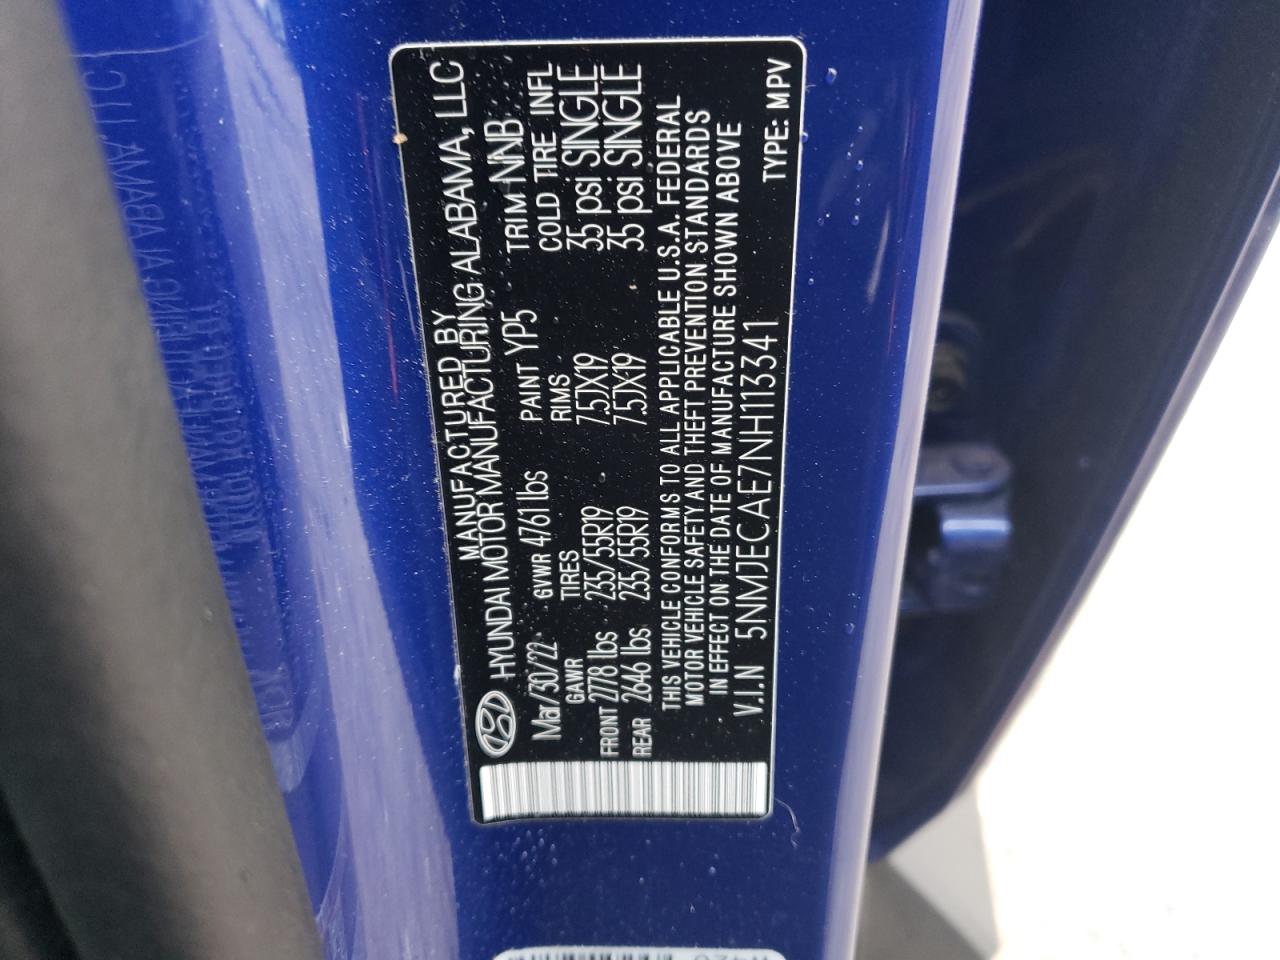 MANUFACTURED BY
HYUNDAI MOTOR MANUFACTURING ALABAMA, LLC
Mar/30/22 GVWR 4761 lbs PAINT YP5 TRIM NNB
GAWR TIRES RIMS COLD TIRE INFL
FRONT 2778 lbs 235/55R19 7.5JX19 35 psi SINGLE
REAR 2646 lbs 235/55R19 7.5JX19 35 psi SINGLE
THIS VEHICLE CONFORMS TO ALL APPLICABLE U.S.A. FEDERAL
MOTOR VEHICLE SAFETY AND THEFT PREVENTION STANDARDS
IN EFFECT ON THE DATE OF MANUFACTURE SHOWN ABOVE
V.I.N 5NMJECAE7NH113341
TYPE: MPV